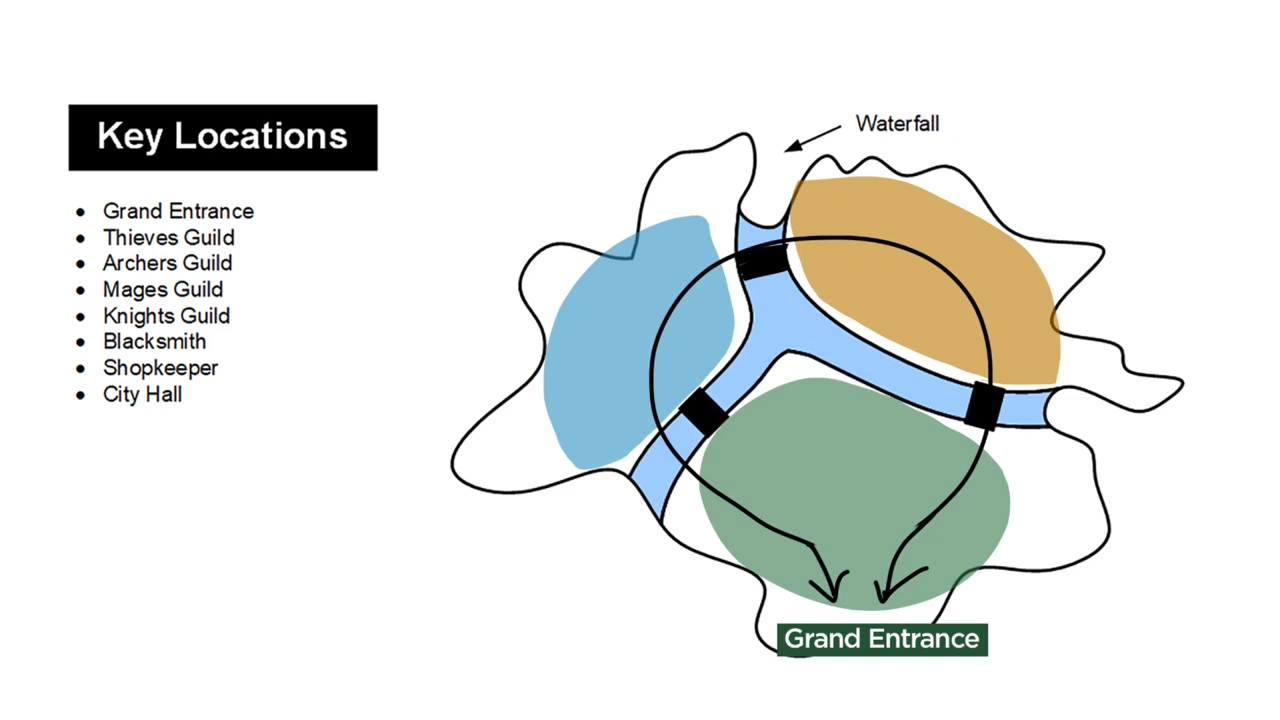 Key Locations
Grand Entrance
Thieves Guild
Archers Guild
Mages Guild
Knights Guild
Blacksmith
Shopkeeper
City Hall
Waterfall
Grand Entrance